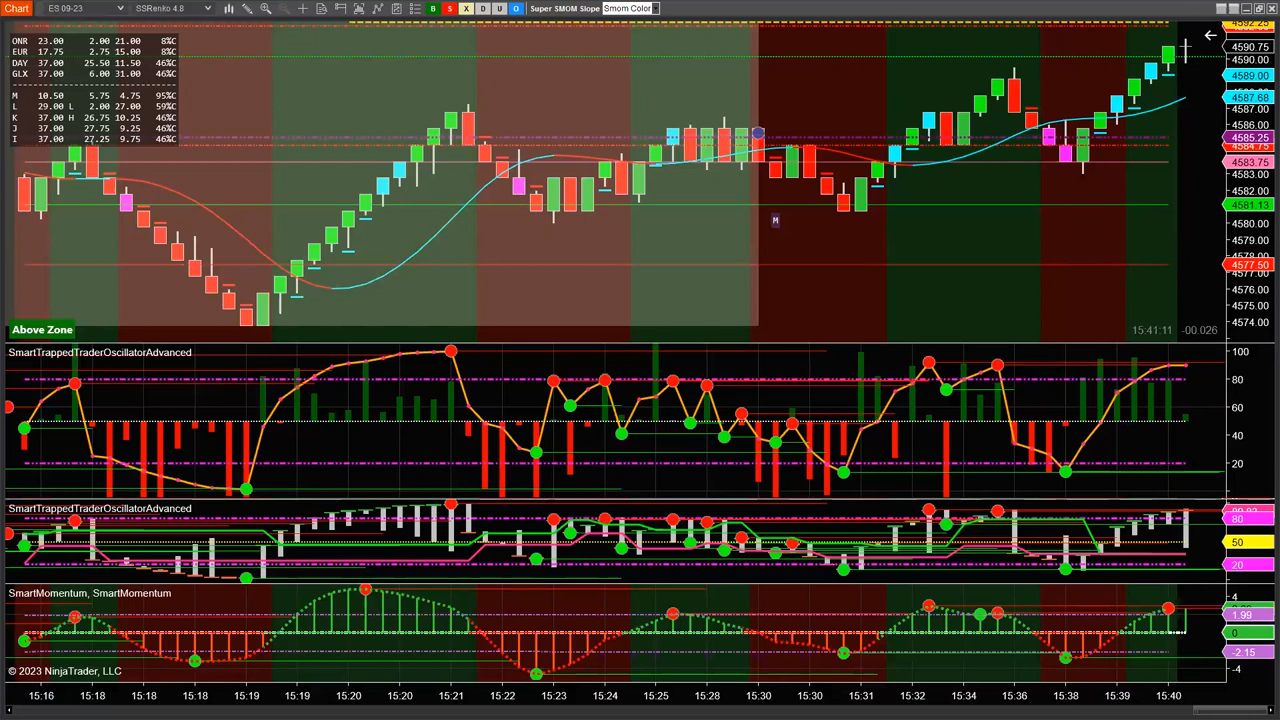 Chart ES 09-23 SSRenko 4.8 B S X D U O Super SMOM Slope Smom Color
ONR 23.00 2.00 21.00 8%C
EUR 17.75 2.00 15.00 8%C
DAY 37.00 25.50 11.50 46%C
GLX 37.00 6.00 31.00 46%C
M 10.50 5.75 4.75 95%C
L 29.00 L 2.00 27.00 59%C
K 37.00 H 26.75 10.25 46%C
J 37.00 27.75 9.25 46%C
I 37.00 27.25 9.75 46%C
4592.25
4590.75
4590.00
4589.00
4587.68
4587.00
4586.00
4585.25
4584.75
4583.75
4583.00
4582.00
4581.13
4580.00
4579.00
4578.00
4577.50
4576.00
4575.00
4574.00
M
Above Zone
15:41:11 -00.026
SmartTrappedTraderOscillatorAdvanced
100
80
60
40
20
SmartTrappedTraderOscillatorAdvanced
80
50
20
SmartMomentum, SmartMomentum
4
1.99
0
-2.15
-4
© 2023 NinjaTrader, LLC
15:16 15:18 15:18 15:18 15:19 15:20 15:20 15:21 15:22 15:23 15:25 15:28 15:30 15:30 15:32 15:34 15:36 15:38 15:39 15:40